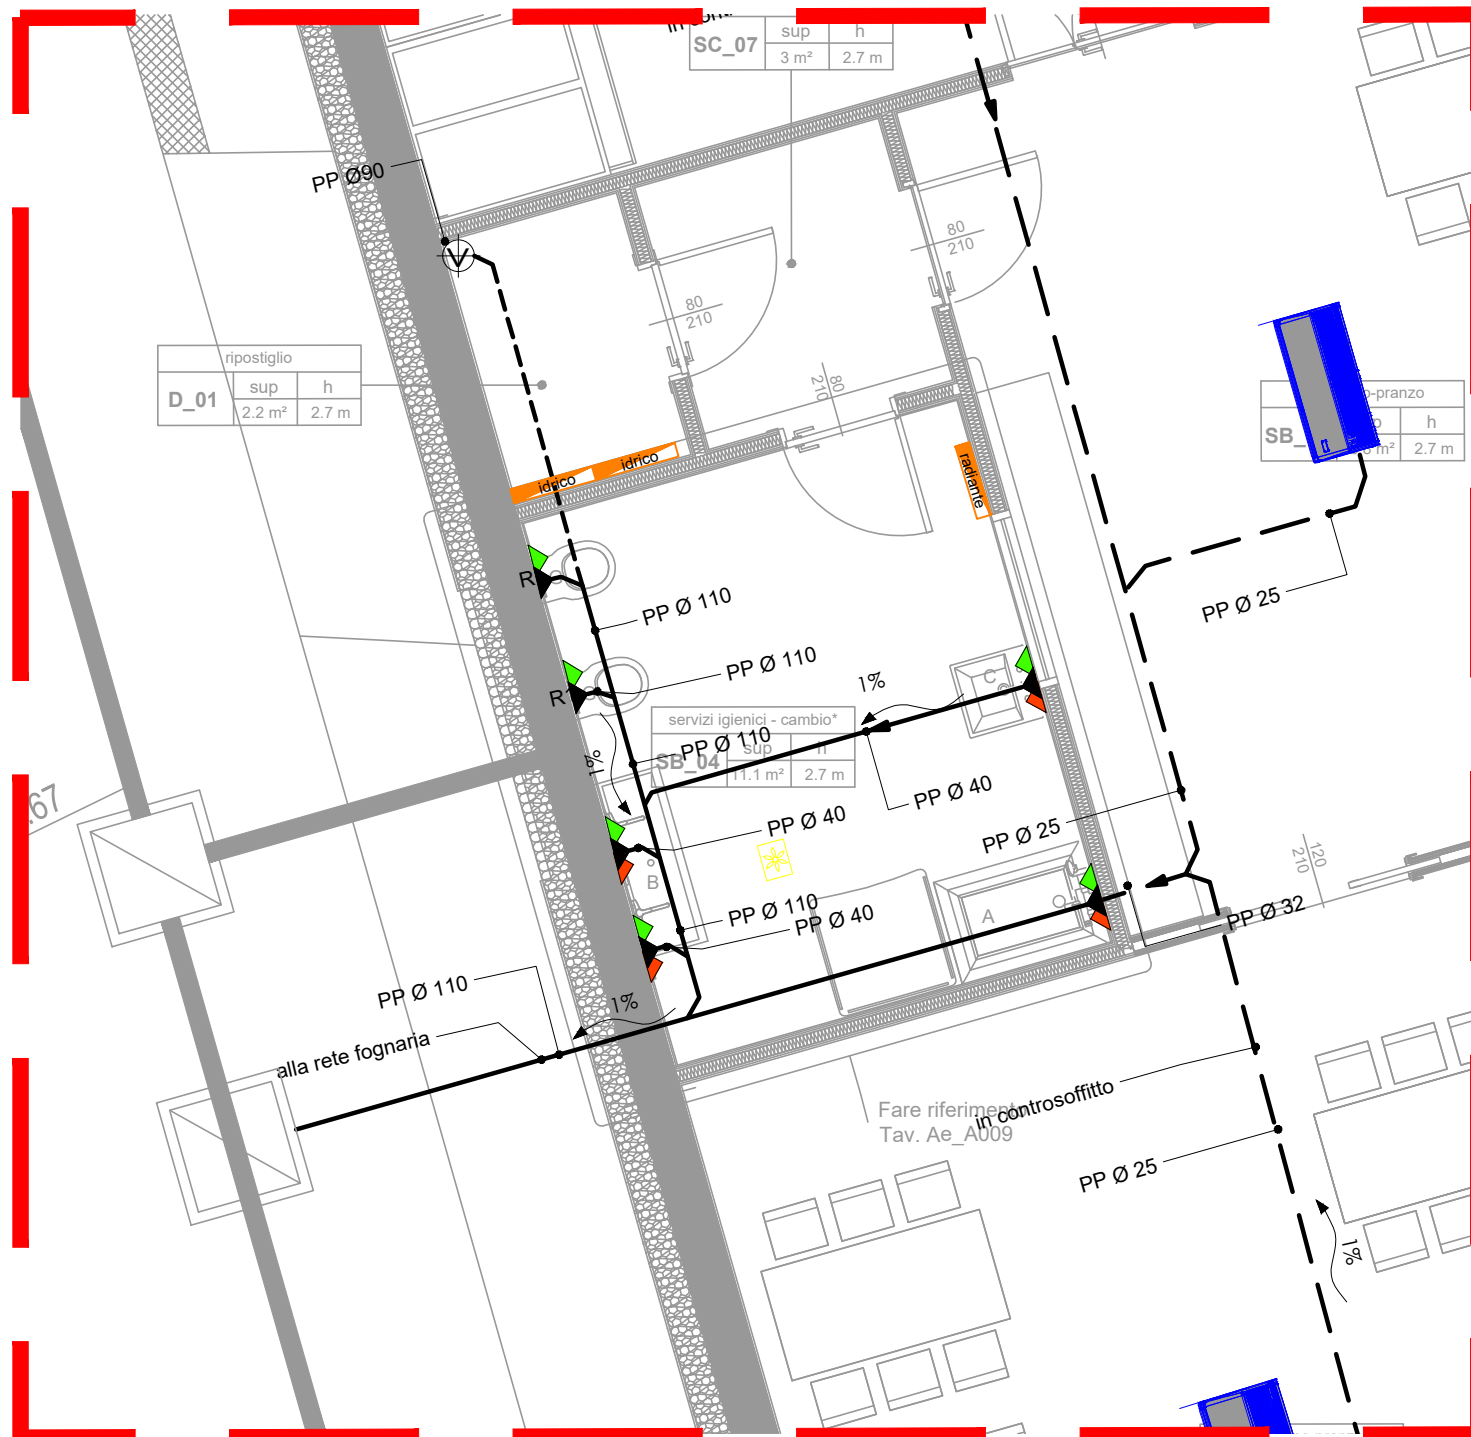 SC_07
sup
h
3 m²
2.7 m
PP Ø90
80
210
80
210
80
210
ripostiglio
D_01
sup
h
2.2 m²
2.7 m
o-pranzo
SB_
h
2.7 m
idrico
idrico
radiante
PP Ø 25
PP Ø 110
PP Ø 110
1%
C
servizi igienici - cambio*
SB_04
sup
h
11.1 m²
2.7 m
PP Ø 110
1%
PP Ø 40
.67
PP Ø 40
PP Ø 25
120
210
B
A
PP Ø 110
PP Ø 40
PP Ø 32
PP Ø 110
1%
alla rete fognaria
Fare riferimento
Tav. Ae_A009
in controsoffitto
PP Ø 25
1%
V